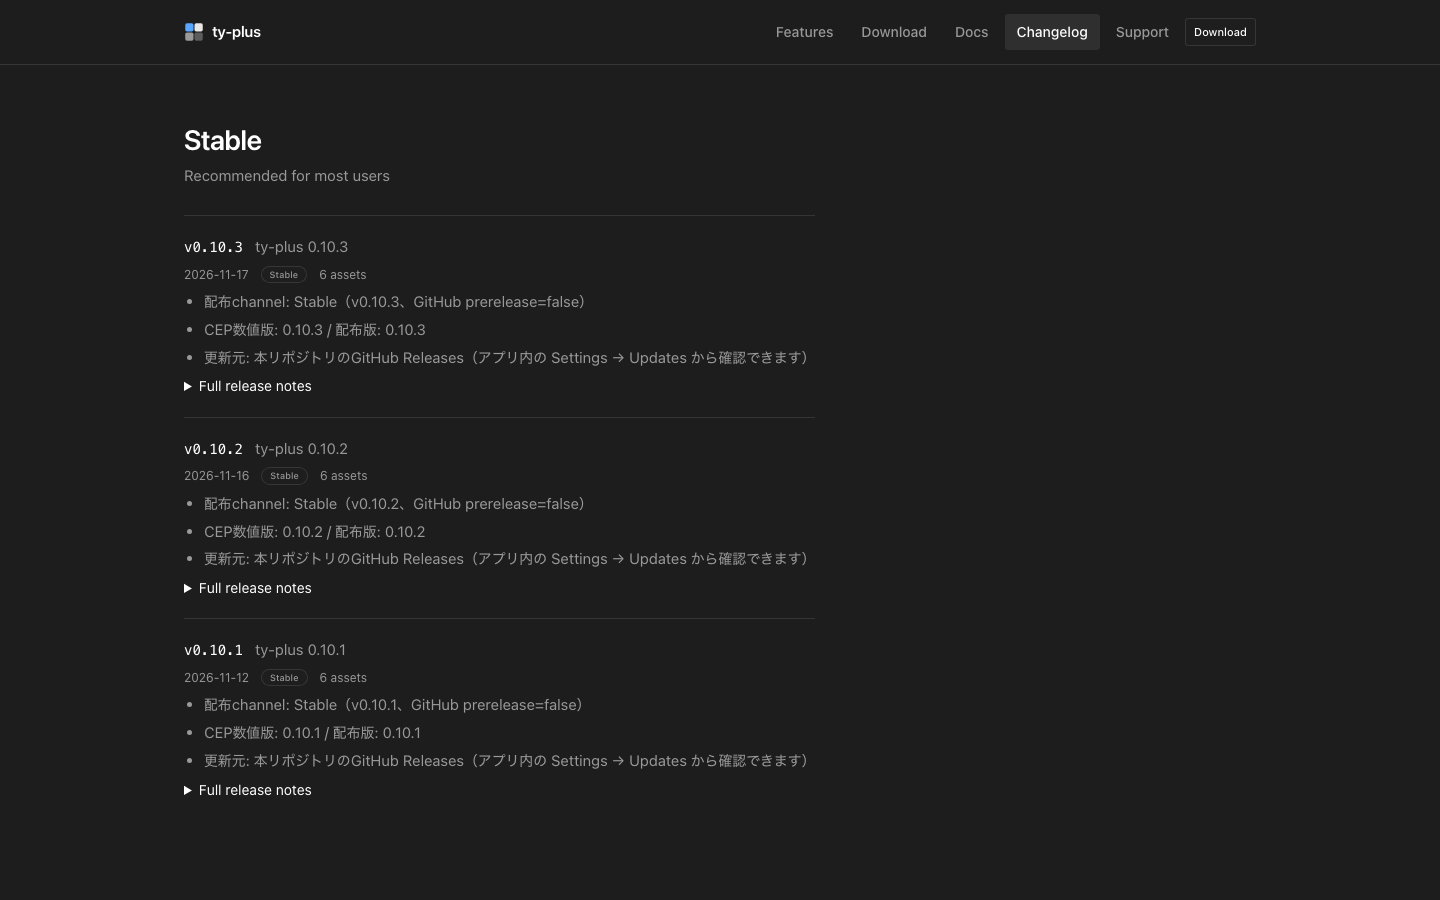 ty-plus
Features
Download
Docs
Changelog
Support
Download
Stable
Recommended for most users
v0.10.3 ty-plus 0.10.3
2026-11-17 Stable 6 assets
• 配布channel: Stable（v0.10.3、GitHub prerelease=false）
• CEP数値版: 0.10.3 / 配布版: 0.10.3
• 更新元: 本リポジトリのGitHub Releases（アプリ内の Settings → Updates から確認できます）
▶ Full release notes
v0.10.2 ty-plus 0.10.2
2026-11-16 Stable 6 assets
• 配布channel: Stable（v0.10.2、GitHub prerelease=false）
• CEP数値版: 0.10.2 / 配布版: 0.10.2
• 更新元: 本リポジトリのGitHub Releases（アプリ内の Settings → Updates から確認できます）
▶ Full release notes
v0.10.1 ty-plus 0.10.1
2026-11-12 Stable 6 assets
• 配布channel: Stable（v0.10.1、GitHub prerelease=false）
• CEP数値版: 0.10.1 / 配布版: 0.10.1
• 更新元: 本リポジトリのGitHub Releases（アプリ内の Settings → Updates から確認できます）
▶ Full release notes